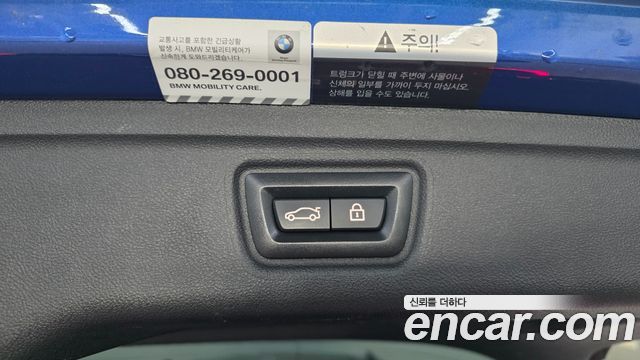 교통사고를 포함한 긴급상황
발생 시, BMW 모빌리티케어가
신속하게 도와드리겠습니다.
080-269-0001
BMW MOBILITY CARE.
주의!
트렁크가 닫힐 때 주변에 사물이나
신체의 일부를 가까이 두지 마십시오.
상해를 입을 수도 있습니다.
신뢰를 더하다
encar.com